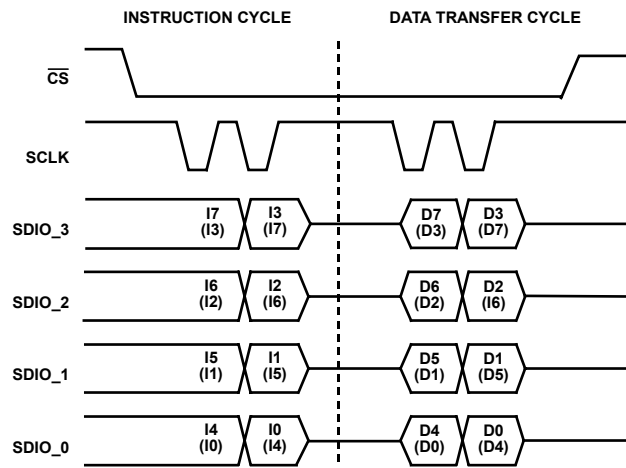 INSTRUCTION CYCLE DATA TRANSFER CYCLE
CS
SCLK
SDIO_3 I7 I3 D7 D3
(I3) (I7) (D3) (D7)
SDIO_2 I6 I2 D6 D2
(I2) (I6) (D2) (I6)
SDIO_1 I5 I1 D5 D1
(I1) (I5) (D1) (D5)
SDIO_0 I4 I0 D4 D0
(I0) (I4) (D0) (D4)